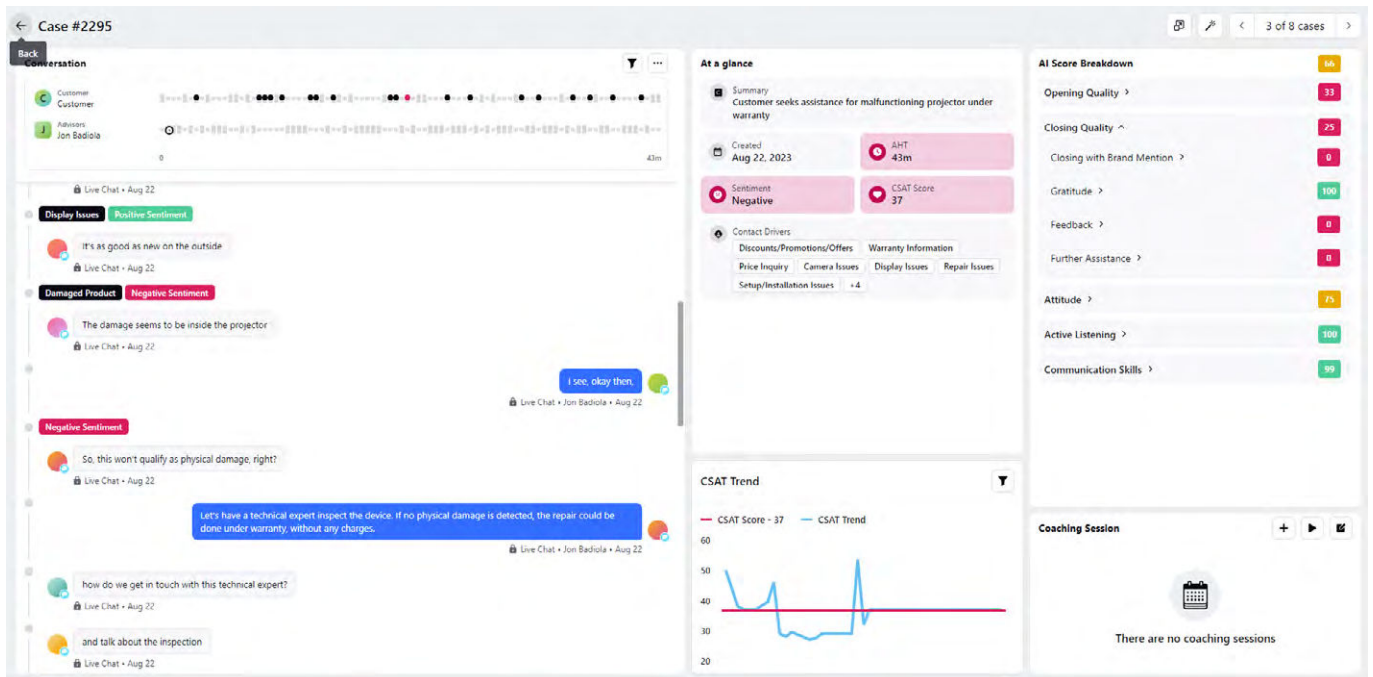 Case #2295
3 of 8 cases
Back
Conversation
C
Customer
Customer
J
Advisors
Jon Badiola
0
43m
Live Chat • Aug 22
Display Issues
Positive Sentiment
It's as good as new on the outside
Live Chat • Aug 22
Damaged Product
Negative Sentiment
The damage seems to be inside the projector
Live Chat • Aug 22
I see, okay then,
Live Chat • Jon Badiola • Aug 22
Negative Sentiment
So, this won't qualify as physical damage, right?
Live Chat • Aug 22
Let's have a technical expert inspect the device. If no physical damage is detected, the repair could be
done under warranty, without any charges.
Live Chat • Jon Badiola • Aug 22
how do we get in touch with this technical expert?
Live Chat • Aug 22
and talk about the inspection
Live Chat • Aug 22
At a glance
Summary
Customer seeks assistance for malfunctioning projector under
warranty
Created
Aug 22, 2023
AHT
43m
Sentiment
Negative
CSAT Score
37
Contact Drivers
Discounts/Promotions/Offers
Warranty Information
Price Inquiry
Camera Issues
Display Issues
Repair Issues
Setup/Installation Issues
+4
CSAT Trend
CSAT Score - 37
CSAT Trend
60
50
40
30
20
AI Score Breakdown
66
Opening Quality
33
Closing Quality
25
Closing with Brand Mention
0
Gratitude
100
Feedback
0
Further Assistance
0
Attitude
75
Active Listening
100
Communication Skills
99
Coaching Session
There are no coaching sessions